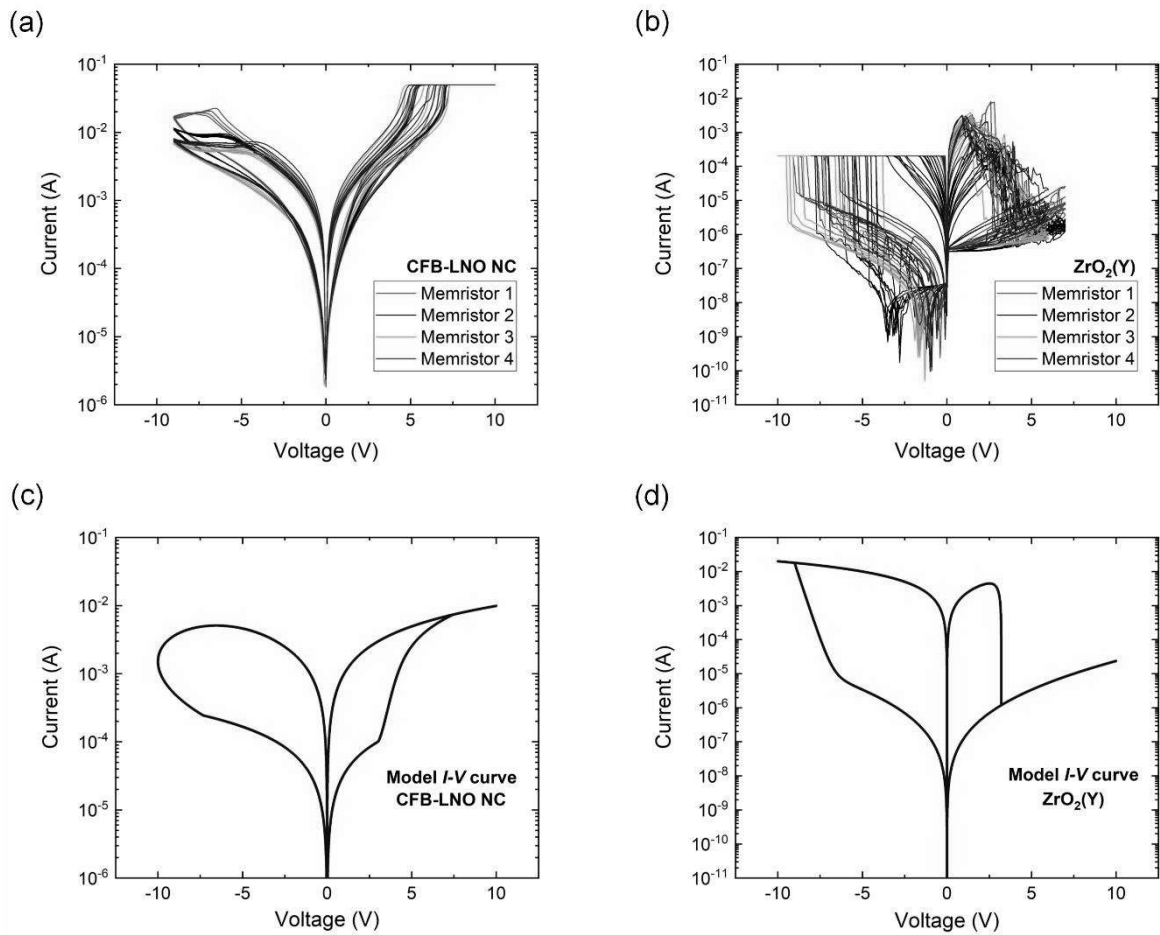 (a)
10⁻¹
10⁻²
10⁻³
10⁻⁴
10⁻⁵
10⁻⁶
Current (A)
CFB-LNO NC
Memristor 1
Memristor 2
Memristor 3
Memristor 4
-10 -5 0 5 10
Voltage (V)
(b)
10⁻¹
10⁻²
10⁻³
10⁻⁴
10⁻⁵
10⁻⁶
10⁻⁷
10⁻⁸
10⁻⁹
10⁻¹⁰
10⁻¹¹
Current (A)
ZrO₂(Y)
Memristor 1
Memristor 2
Memristor 3
Memristor 4
-10 -5 0 5 10
Voltage (V)
(c)
10⁻¹
10⁻²
10⁻³
10⁻⁴
10⁻⁵
10⁻⁶
Current (A)
Model I-V curve
CFB-LNO NC
-10 -5 0 5 10
Voltage (V)
(d)
10⁻¹
10⁻²
10⁻³
10⁻⁴
10⁻⁵
10⁻⁶
10⁻⁷
10⁻⁸
10⁻⁹
10⁻¹⁰
10⁻¹¹
Current (A)
Model I-V curve
ZrO₂(Y)
-10 -5 0 5 10
Voltage (V)